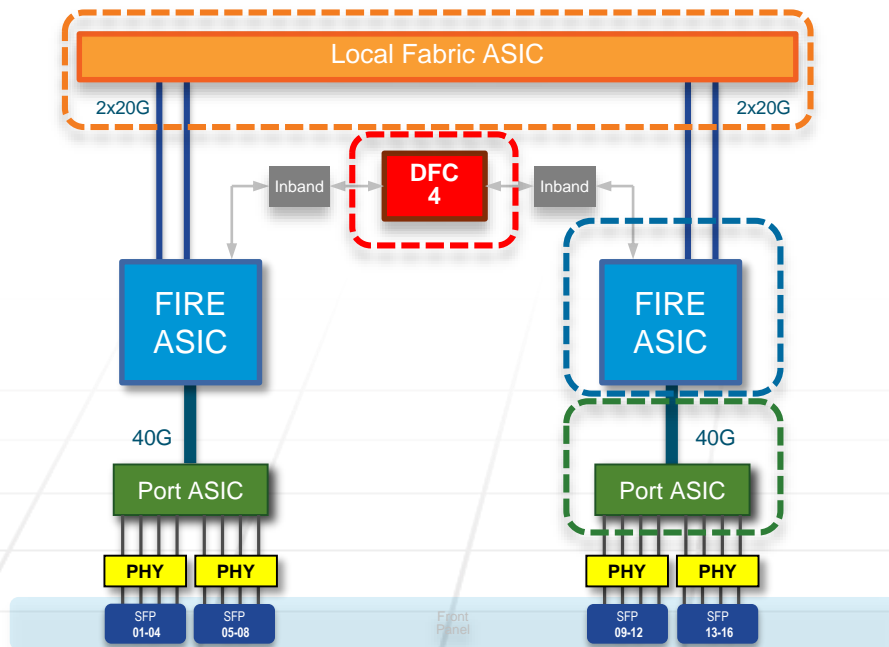 Local Fabric ASIC
2x20G
2x20G
Inband
DFC
4
Inband
FIRE
ASIC
FIRE
ASIC
40G
40G
Port ASIC
Port ASIC
PHY
PHY
PHY
PHY
SFP
01-04
SFP
05-08
Front
Panel
SFP
09-12
SFP
13-16